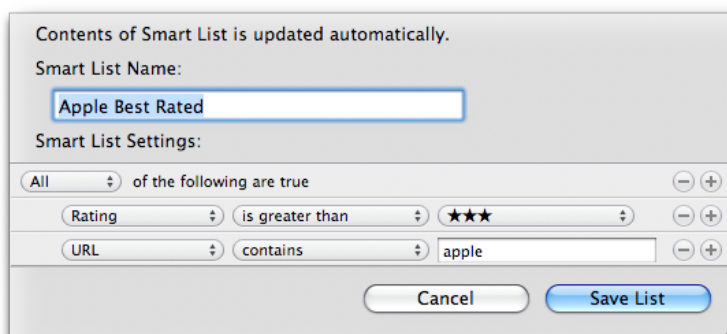 Contents of Smart List is updated automatically.
Smart List Name:
Apple Best Rated
Smart List Settings:
All of the following are true
Rating is greater than ★★★
URL contains apple
Cancel Save List